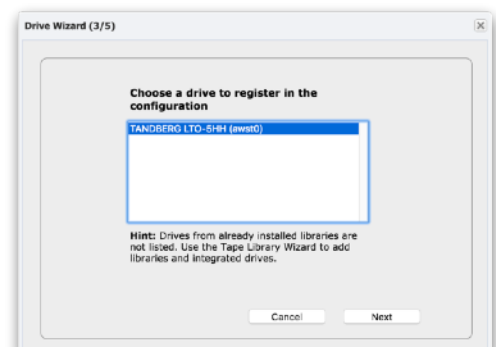 Drive Wizard (3/5)
Choose a drive to register in the
configuration
TANDBERG LTO-5HH (awst0)
Hint: Drives from already installed libraries are
not listed. Use the Tape Library Wizard to add
libraries and integrated drives.
Cancel Next